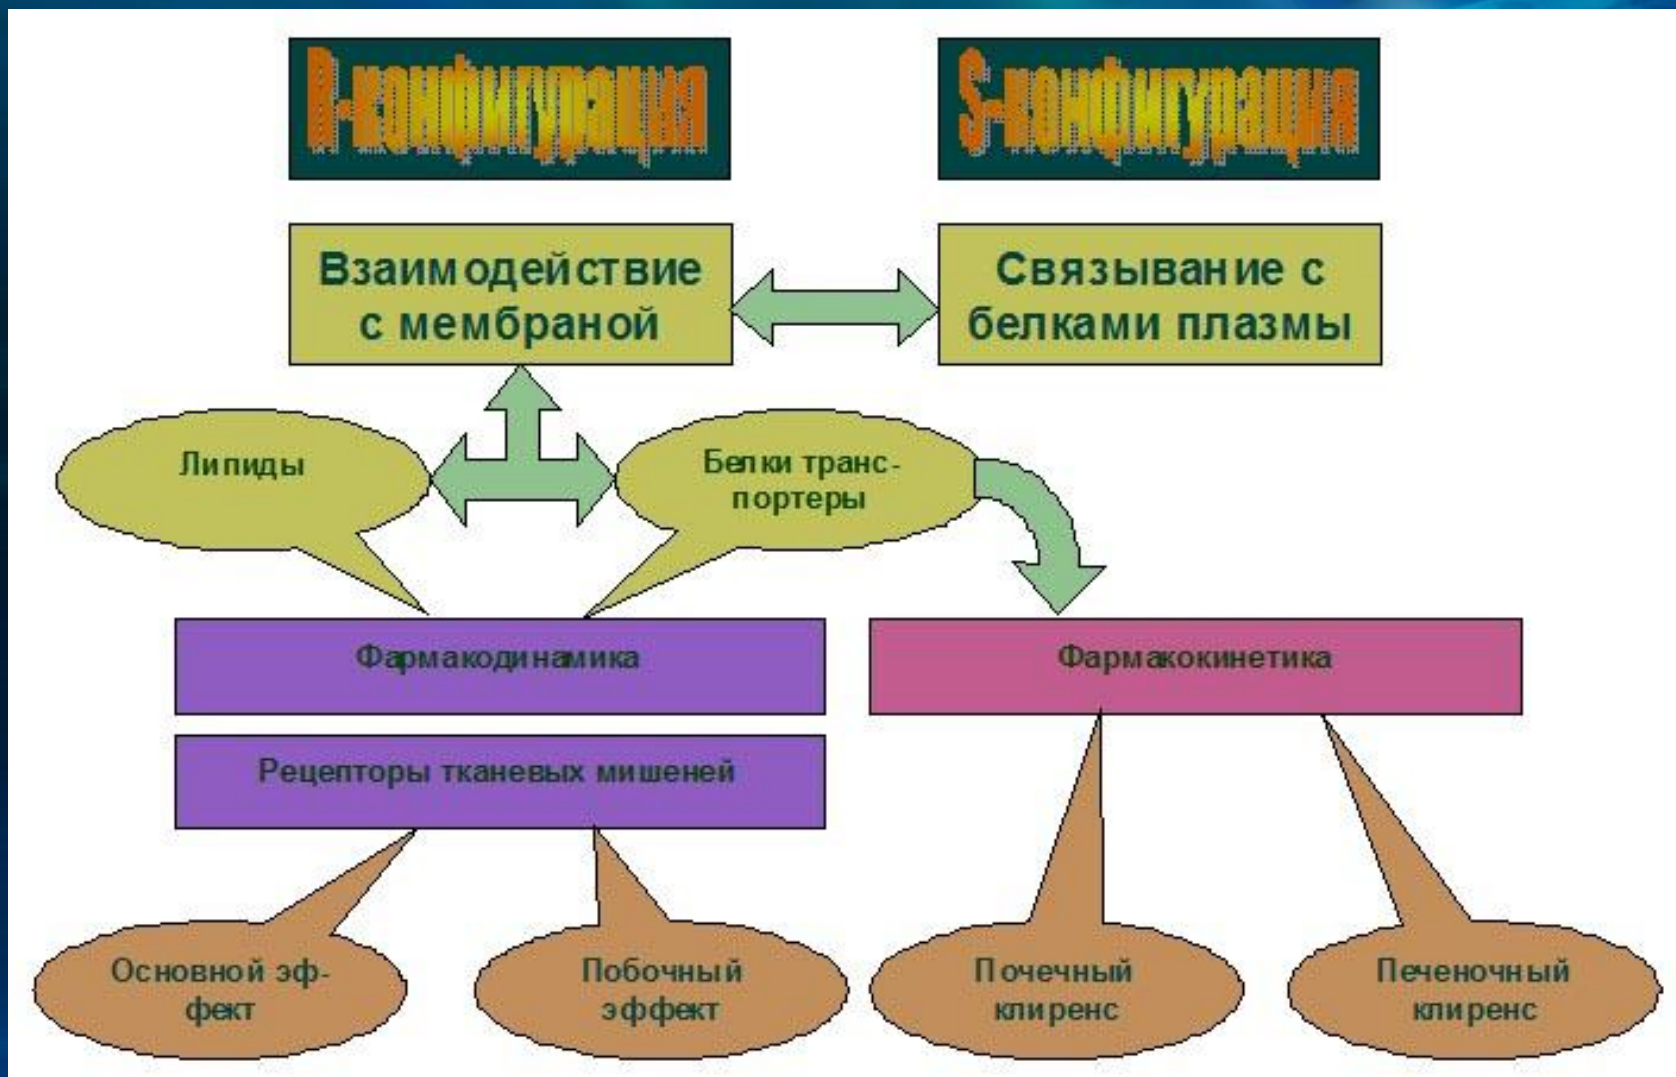 R-конфигурация
S-конфигурация
Взаимодействие
с мембраной
Связывание с
белками плазмы
Липиды
Белки транс-
портеры
Фармакодинамика
Фармакокинетика
Рецепторы тканевых мишеней
Основной эф-
фект
Побочный
эффект
Почечный
клиренс
Печеночный
клиренс